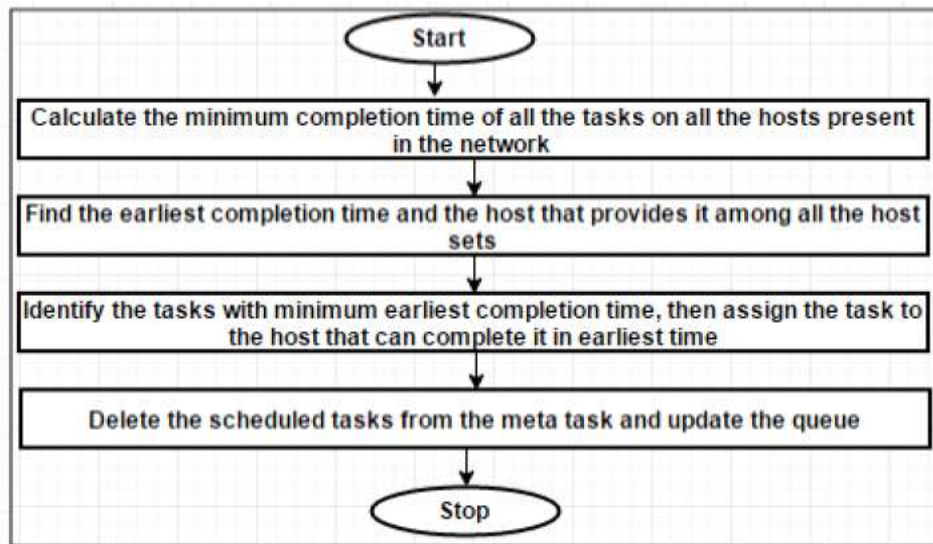 Start
Calculate the minimum completion time of all the tasks on all the hosts present
in the network
Find the earliest completion time and the host that provides it among all the host
sets
Identify the tasks with minimum earliest completion time, then assign the task to
the host that can complete it in earliest time
Delete the scheduled tasks from the meta task and update the queue
Stop